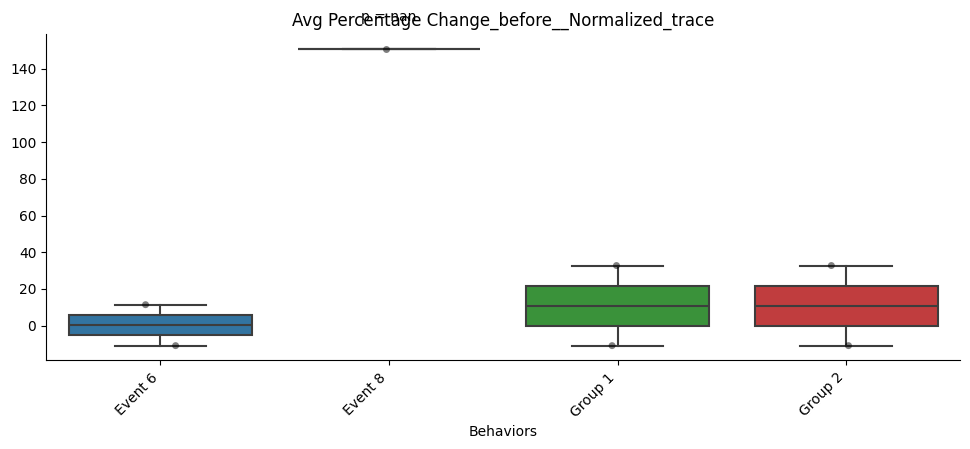 Avg Percentage Change_before__Normalized_trace
p = nan
140
120
100
80
60
40
20
0
Event 6
Event 8
Group 1
Group 2
Behaviors